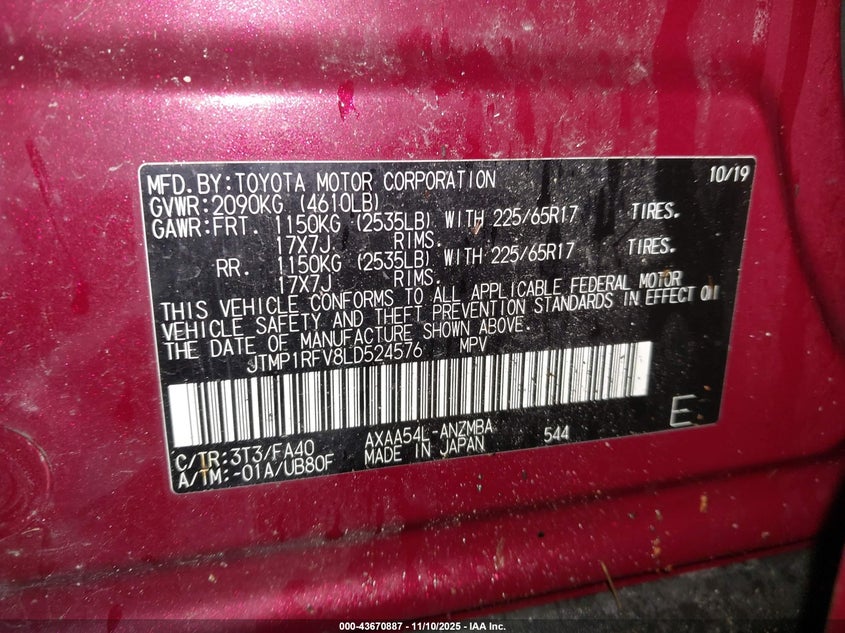 MFD.BY:TOYOTA MOTOR CORPORATION 10/19
GVWR:2090KG (4610LB)
GAWR:FRT. 1150KG (2535LB) WITH 225/65R17 TIRES.
17X7J RIMS.
RR. 1150KG (2535LB) WITH 225/65R17 TIRES.
17X7J RIMS.
THIS VEHICLE CONFORMS TO ALL APPLICABLE FEDERAL MOTOR
VEHICLE SAFETY AND THEFT PREVENTION STANDARDS IN EFFECT ON
THE DATE OF MANUFACTURE SHOWN ABOVE.
JTMP1RFV8LD524576 MPV
E
C/TR:3T3/FA40 AXAA54L-ANZMBA 544
A/TM:-01A/UB80F MADE IN JAPAN
000-43670887 - 11/10/2025 - IAA Inc.